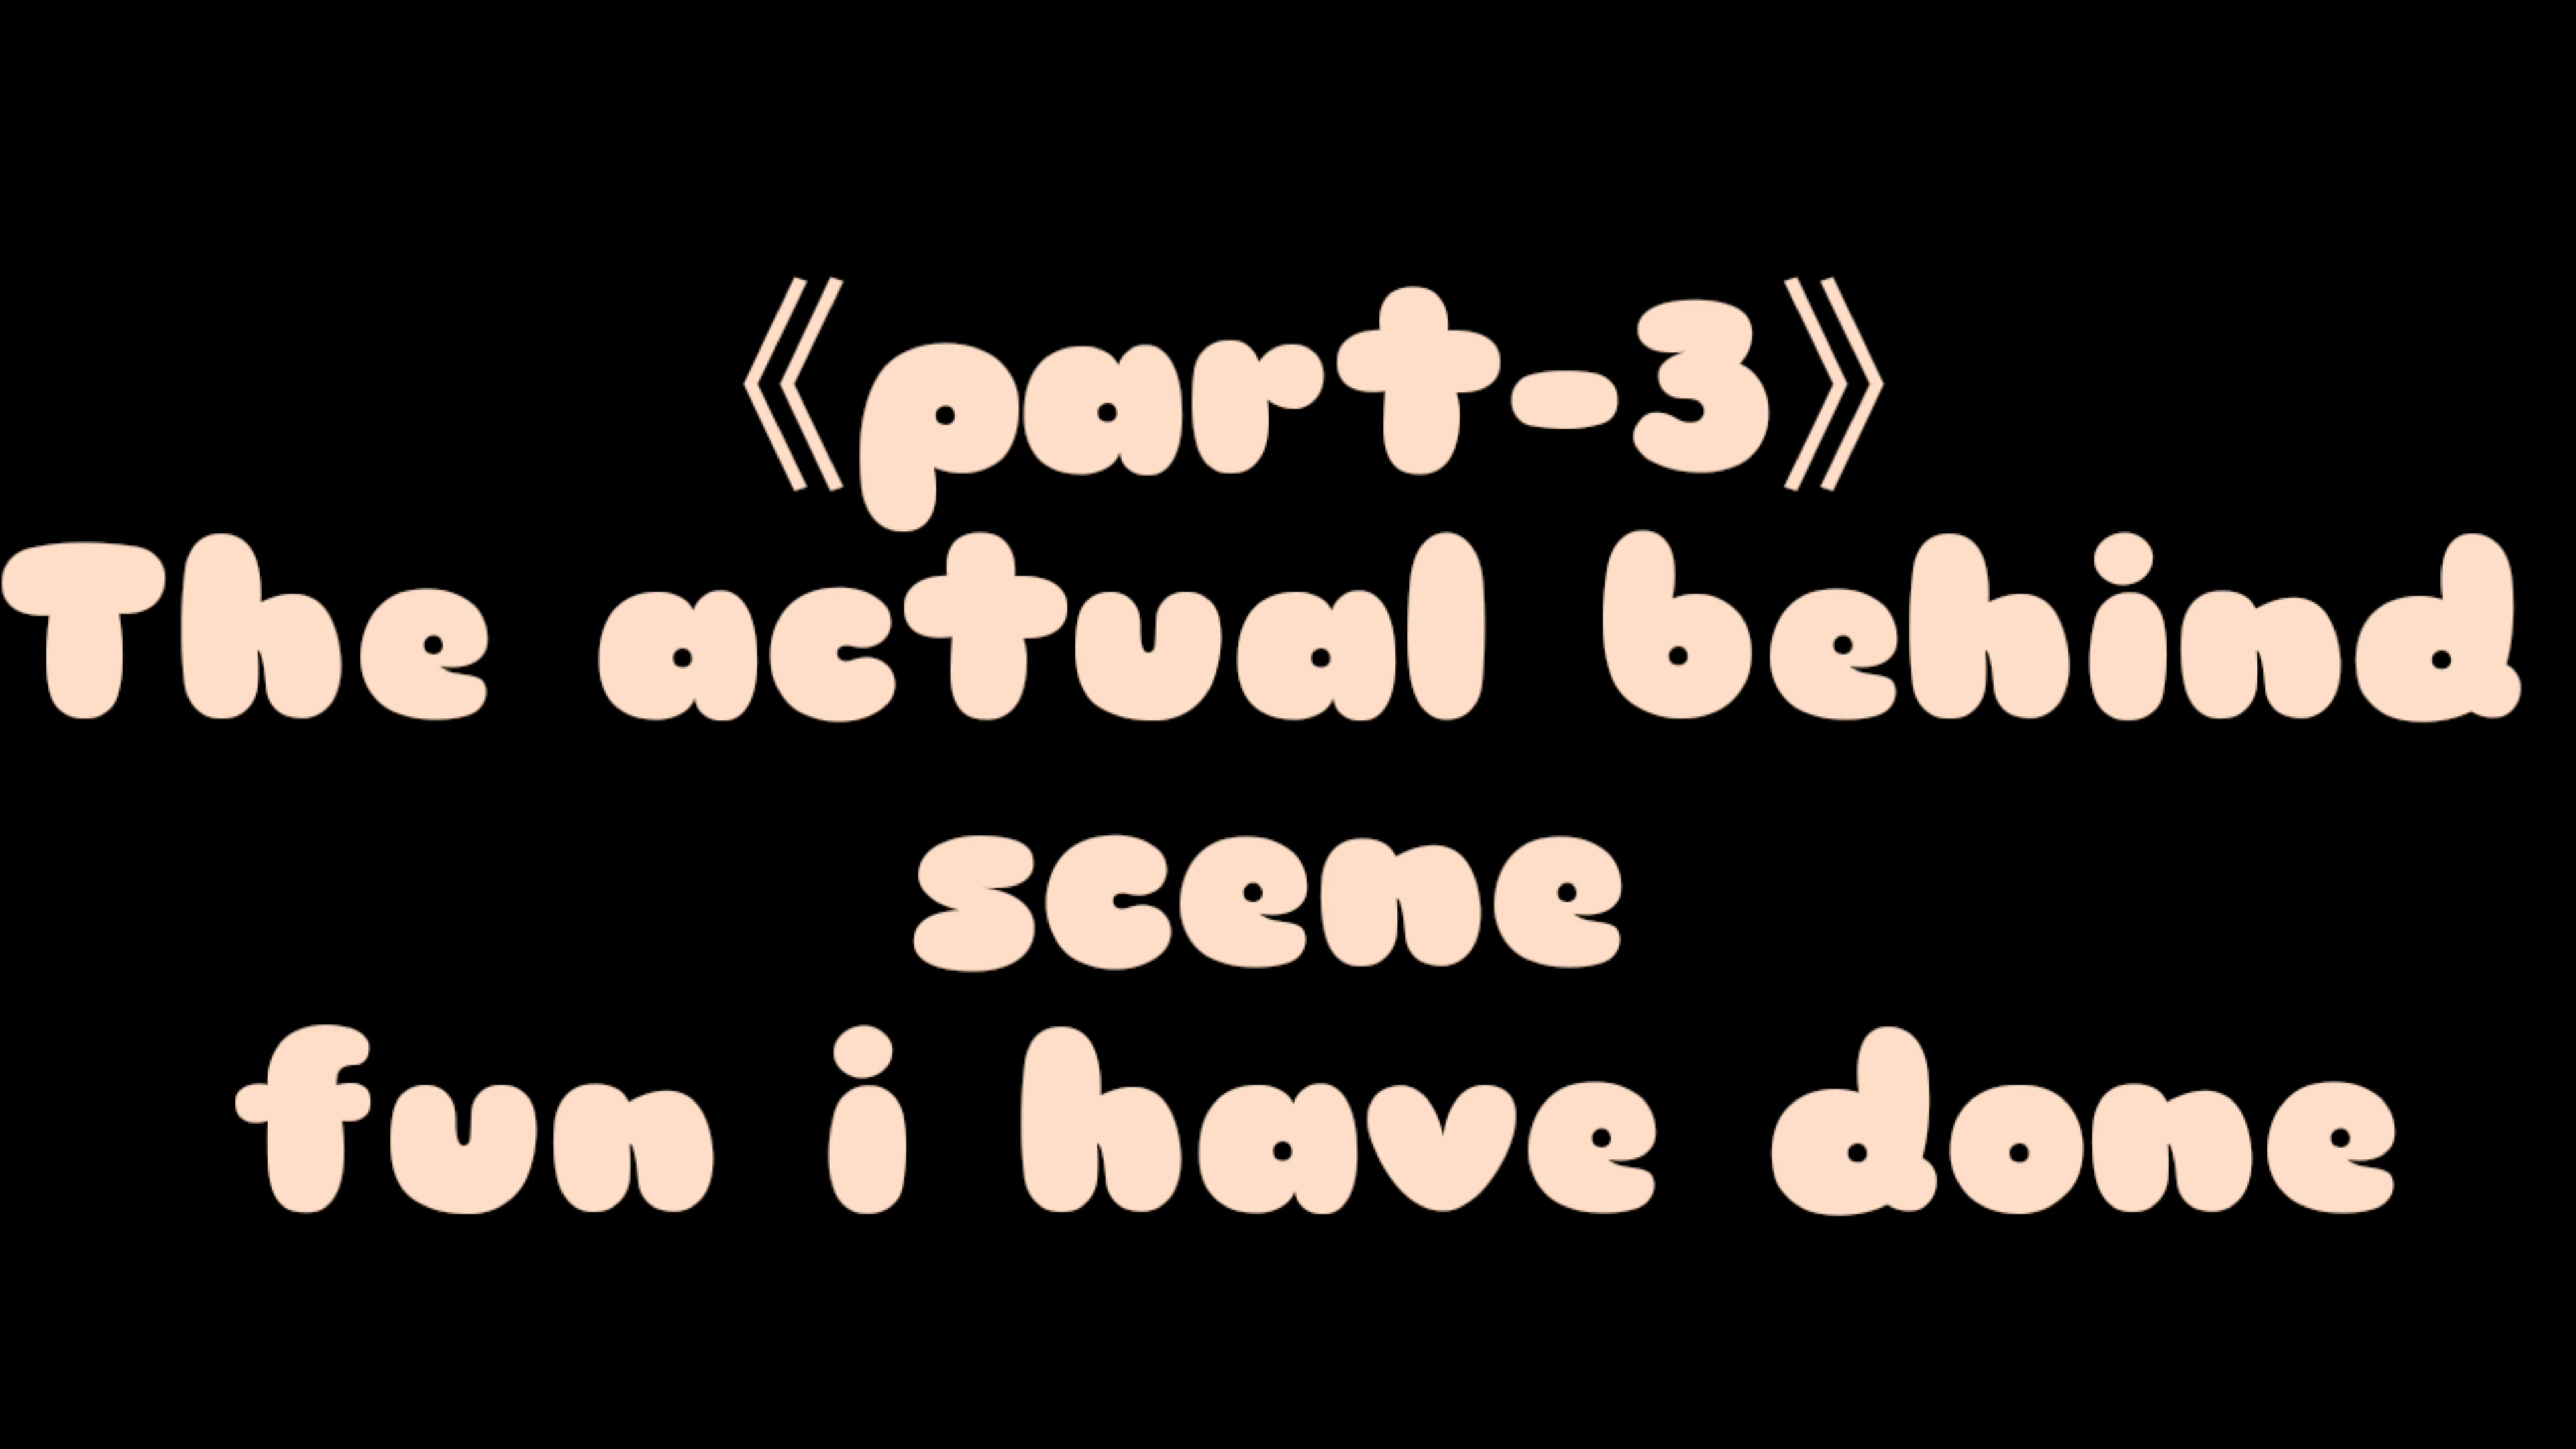 《part-3》
The actual behind
scene
fun i have done